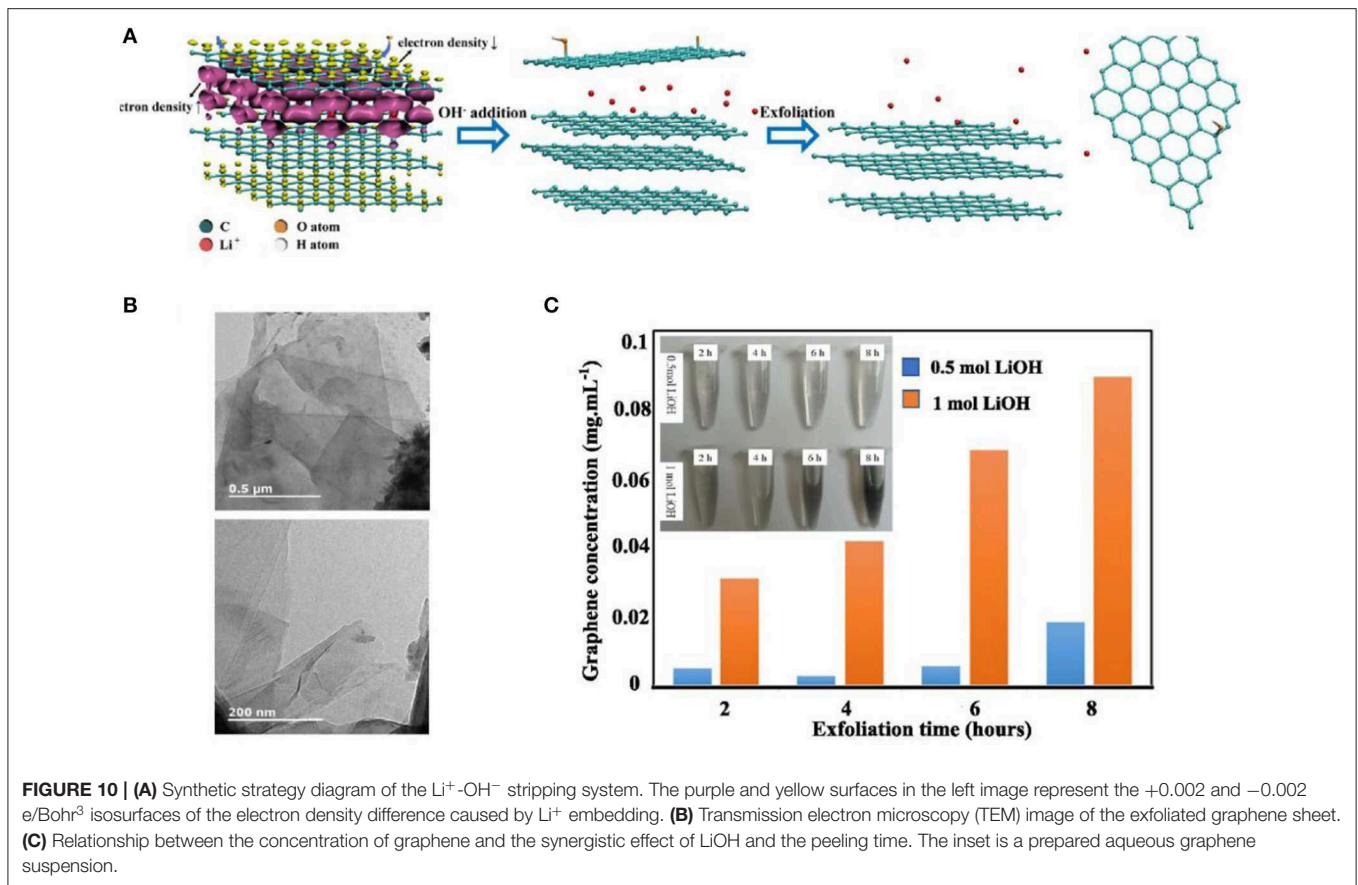 A
electron density ↓
ctron density ↑
OH⁻ addition
Exfoliation
C
O atom
Li⁺
H atom
B
0.5 µm
200 nm
C
Graphene concentration (mg.mL⁻¹)
0.1
0.08
0.06
0.04
0.02
0
2 h
4 h
6 h
8 h
0.5mol LiOH
2 h
4 h
6 h
8 h
1 mol LiOH
0.5 mol LiOH
1 mol LiOH
2
4
6
8
Exfoliation time (hours)
FIGURE 10 | (A) Synthetic strategy diagram of the Li⁺-OH⁻ stripping system. The purple and yellow surfaces in the left image represent the +0.002 and −0.002
e/Bohr³ isosurfaces of the electron density difference caused by Li⁺ embedding. (B) Transmission electron microscopy (TEM) image of the exfoliated graphene sheet.
(C) Relationship between the concentration of graphene and the synergistic effect of LiOH and the peeling time. The inset is a prepared aqueous graphene
suspension.